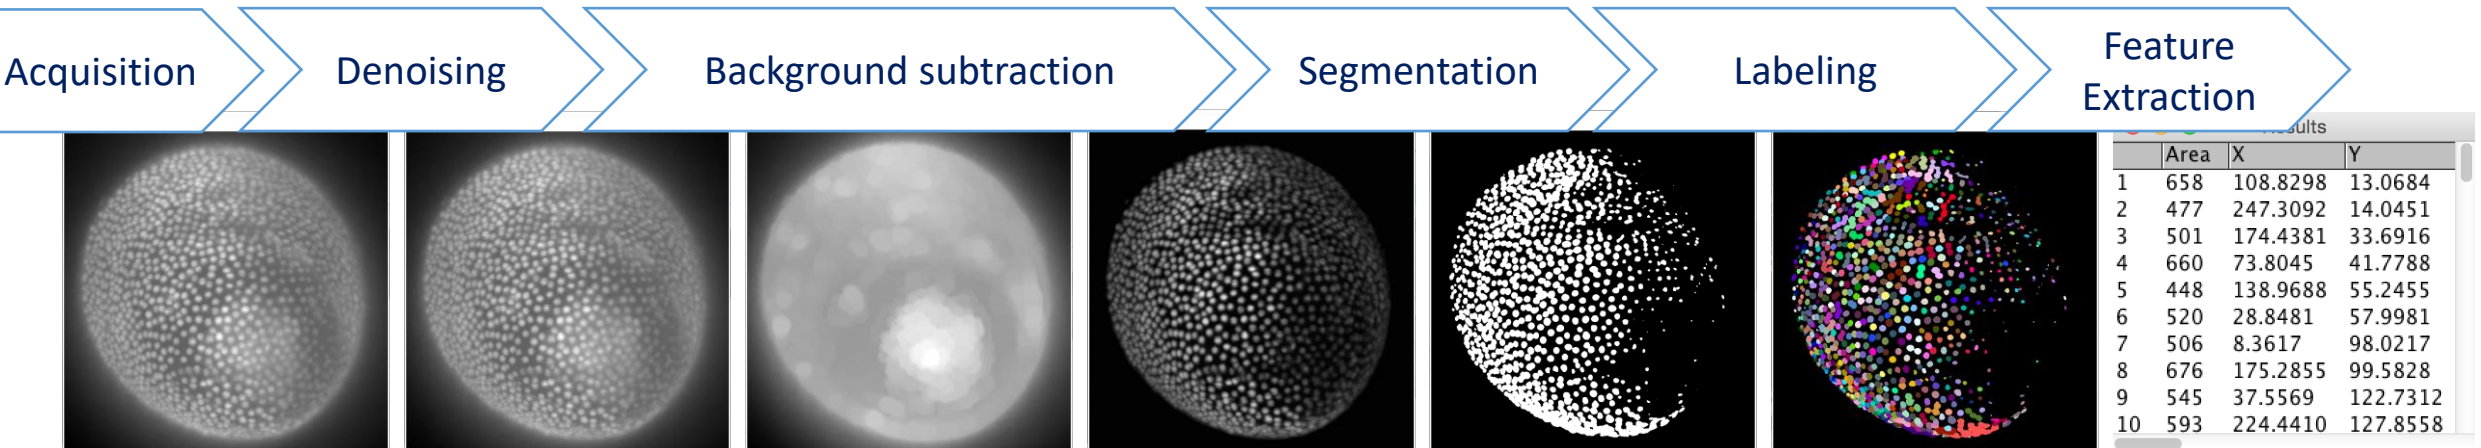 Acquisition
Denoising
Background subtraction
Segmentation
Labeling
Feature
Extraction
Area X Y
1 658 108.8298 13.0684
2 477 247.3092 14.0451
3 501 174.4381 33.6916
4 660 73.8045 41.7788
5 448 138.9688 55.2455
6 520 28.8481 57.9981
7 506 8.3617 98.0217
8 676 175.2855 99.5828
9 545 37.5569 122.7312
10 593 224.4410 127.8558